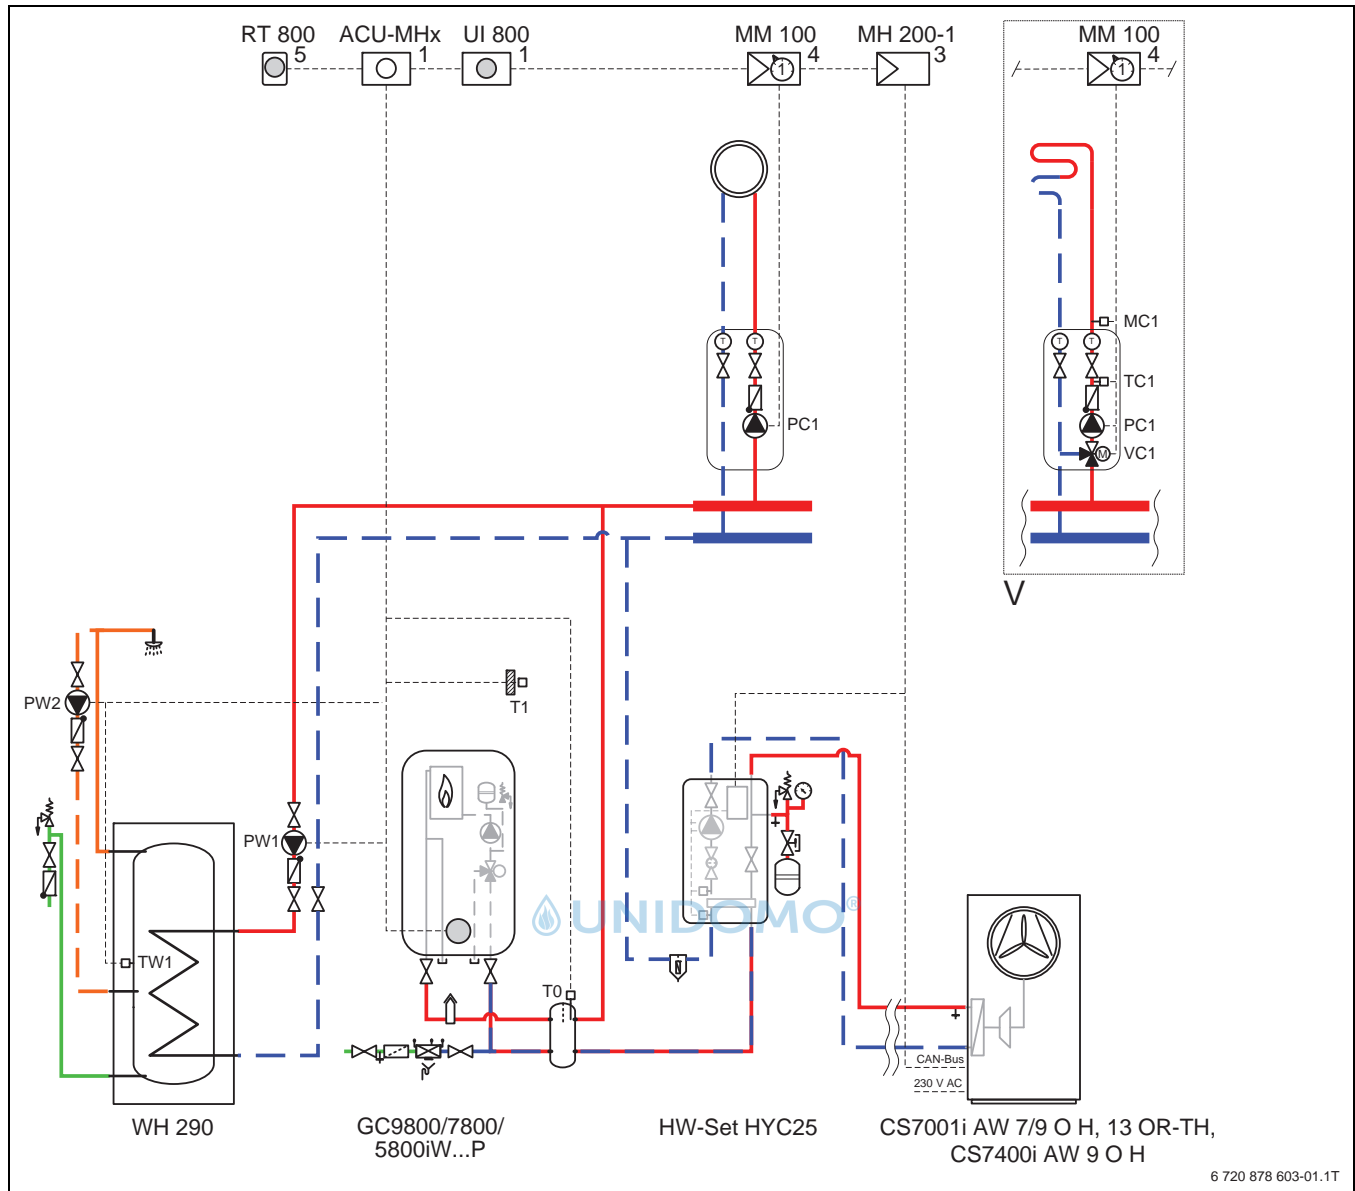 RT 800 ACU-MHx UI 800 MM 100 MH 200-1 MM 100
5 1 1 4 3 4
1 1
T T T T
MC1
TC1
PC1 PC1
M VC1
V
PW2
T1
PW1
UNIDOMO®
TW1
T0
CAN-Bus
230 V AC
WH 290
GC9800/7800/
5800iW...P
HW-Set HYC25
CS7001i AW 7/9 O H, 13 OR-TH,
CS7400i AW 9 O H
6 720 878 603-01.1T